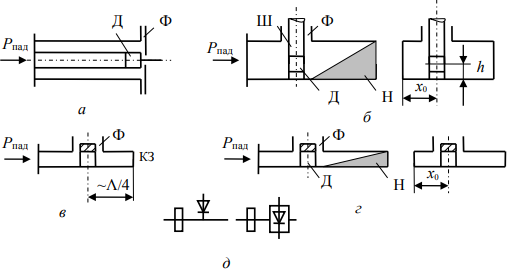 Д Ф Ш Ф
Pпад Pпад
h
x₀
а Д Н
б
Pпад Ф КЗ Pпад Ф
~Λ/4 Д Н x₀
в г
д